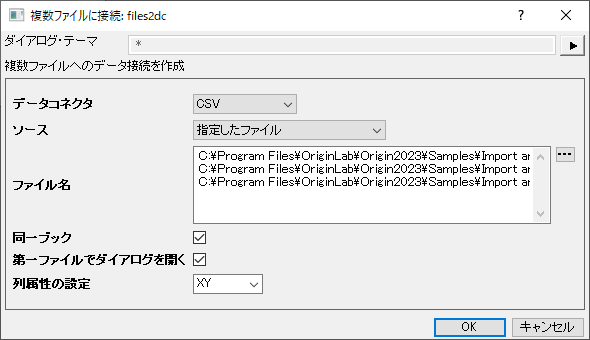 複数ファイルに接続: files2dc
ダイアログ・テーマ *
複数ファイルへのデータ接続を作成
データコネクタ CSV
ソース 指定したファイル
C:¥Program Files¥OriginLab¥Origin2023¥Samples¥Import an
C:¥Program Files¥OriginLab¥Origin2023¥Samples¥Import an
C:¥Program Files¥OriginLab¥Origin2023¥Samples¥Import an
ファイル名
同一ブック
第一ファイルでダイアログを開く
列属性の設定 XY
OK キャンセル